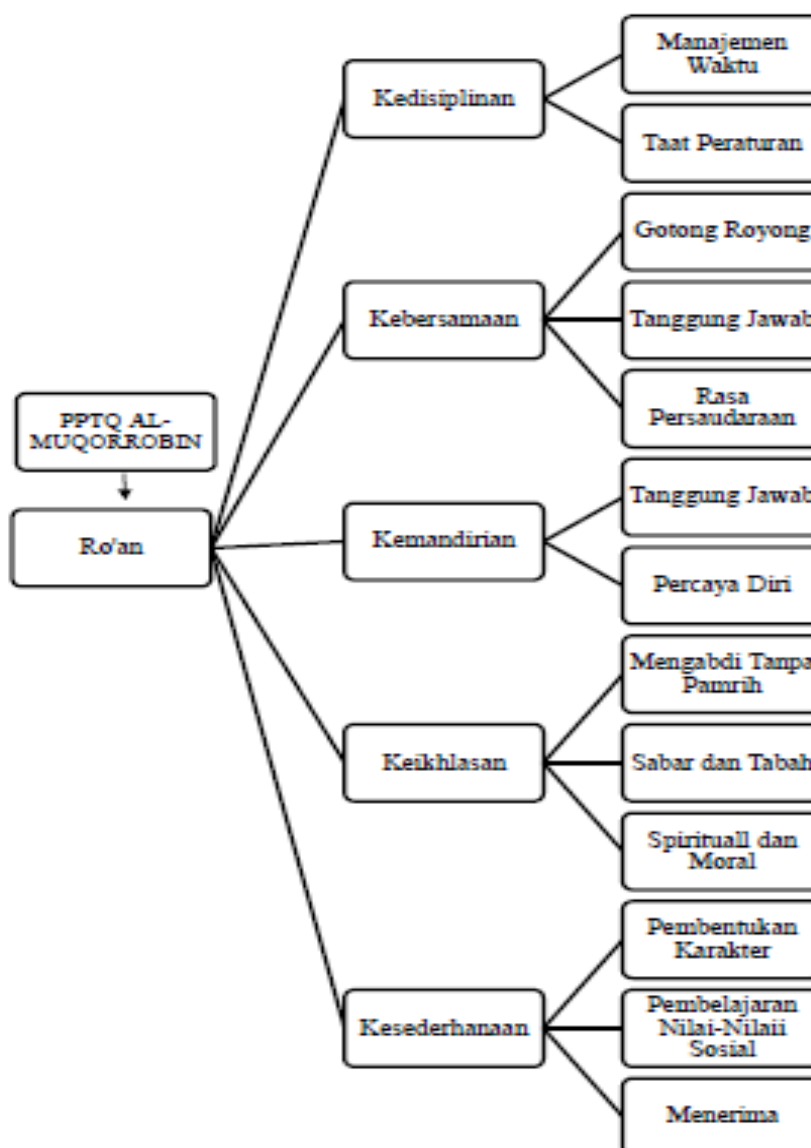 PPTQ AL-
MUQORROBIN
Ro'an
Kedisiplinan
Manajemen
Waktu
Taat Peraturan
Kebersamaan
Gotong Royong
Tanggung Jawab
Rasa
Persaudaraan
Kemandirian
Tanggung Jawab
Percaya Diri
Keikhlasan
Mengabdi Tanpa
Pamrih
Sabar dan Tabah
Spirituall dan
Moral
Kesederhanaan
Pembentukan
Karakter
Pembelajaran
Nilai-Nilaii
Sosial
Menerima